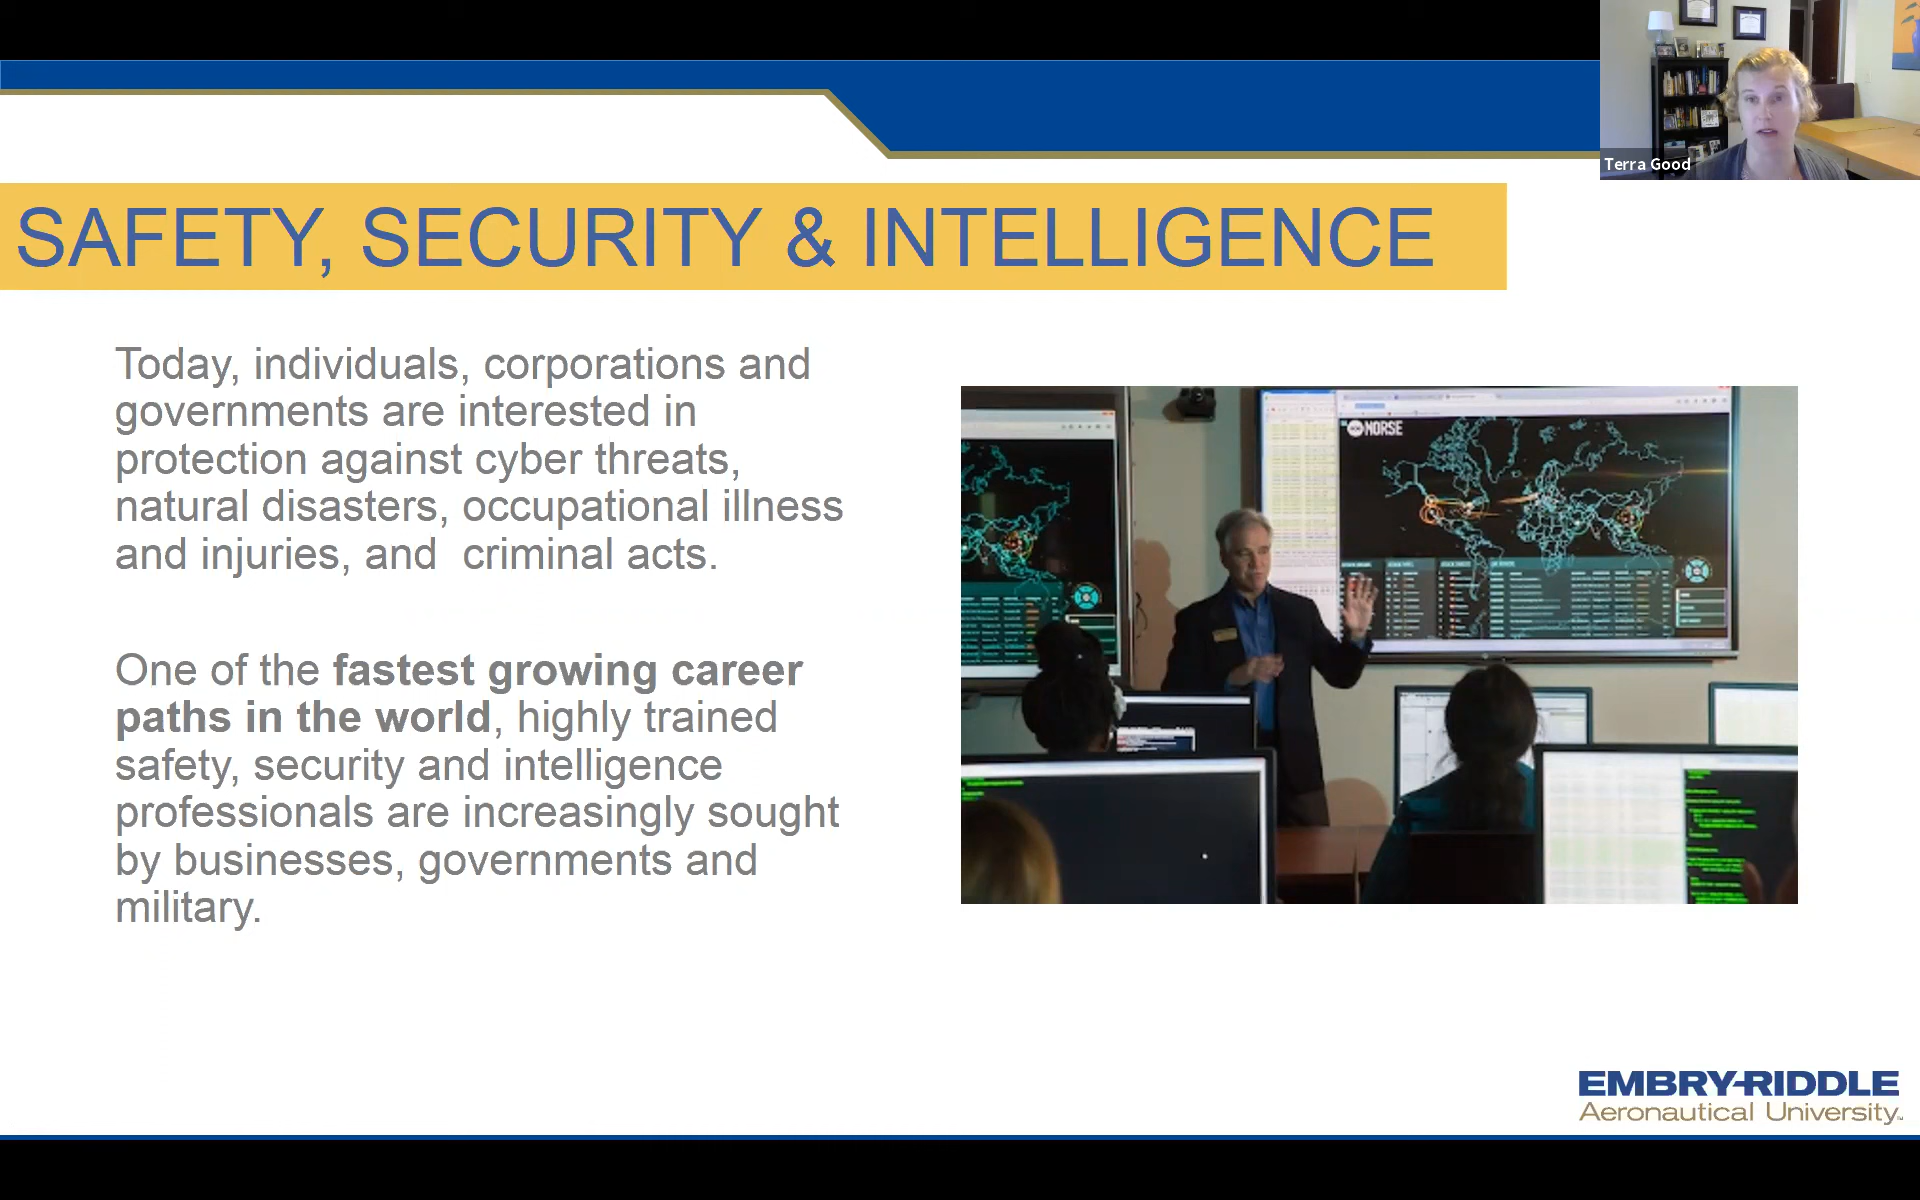 Terra Good
SAFETY, SECURITY & INTELLIGENCE
Today, individuals, corporations and
governments are interested in
protection against cyber threats,
natural disasters, occupational illness
and injuries, and  criminal acts.
One of the fastest growing career
paths in the world, highly trained
safety, security and intelligence
professionals are increasingly sought
by businesses, governments and
military.
NORSE
EMBRY-RIDDLE
Aeronautical University